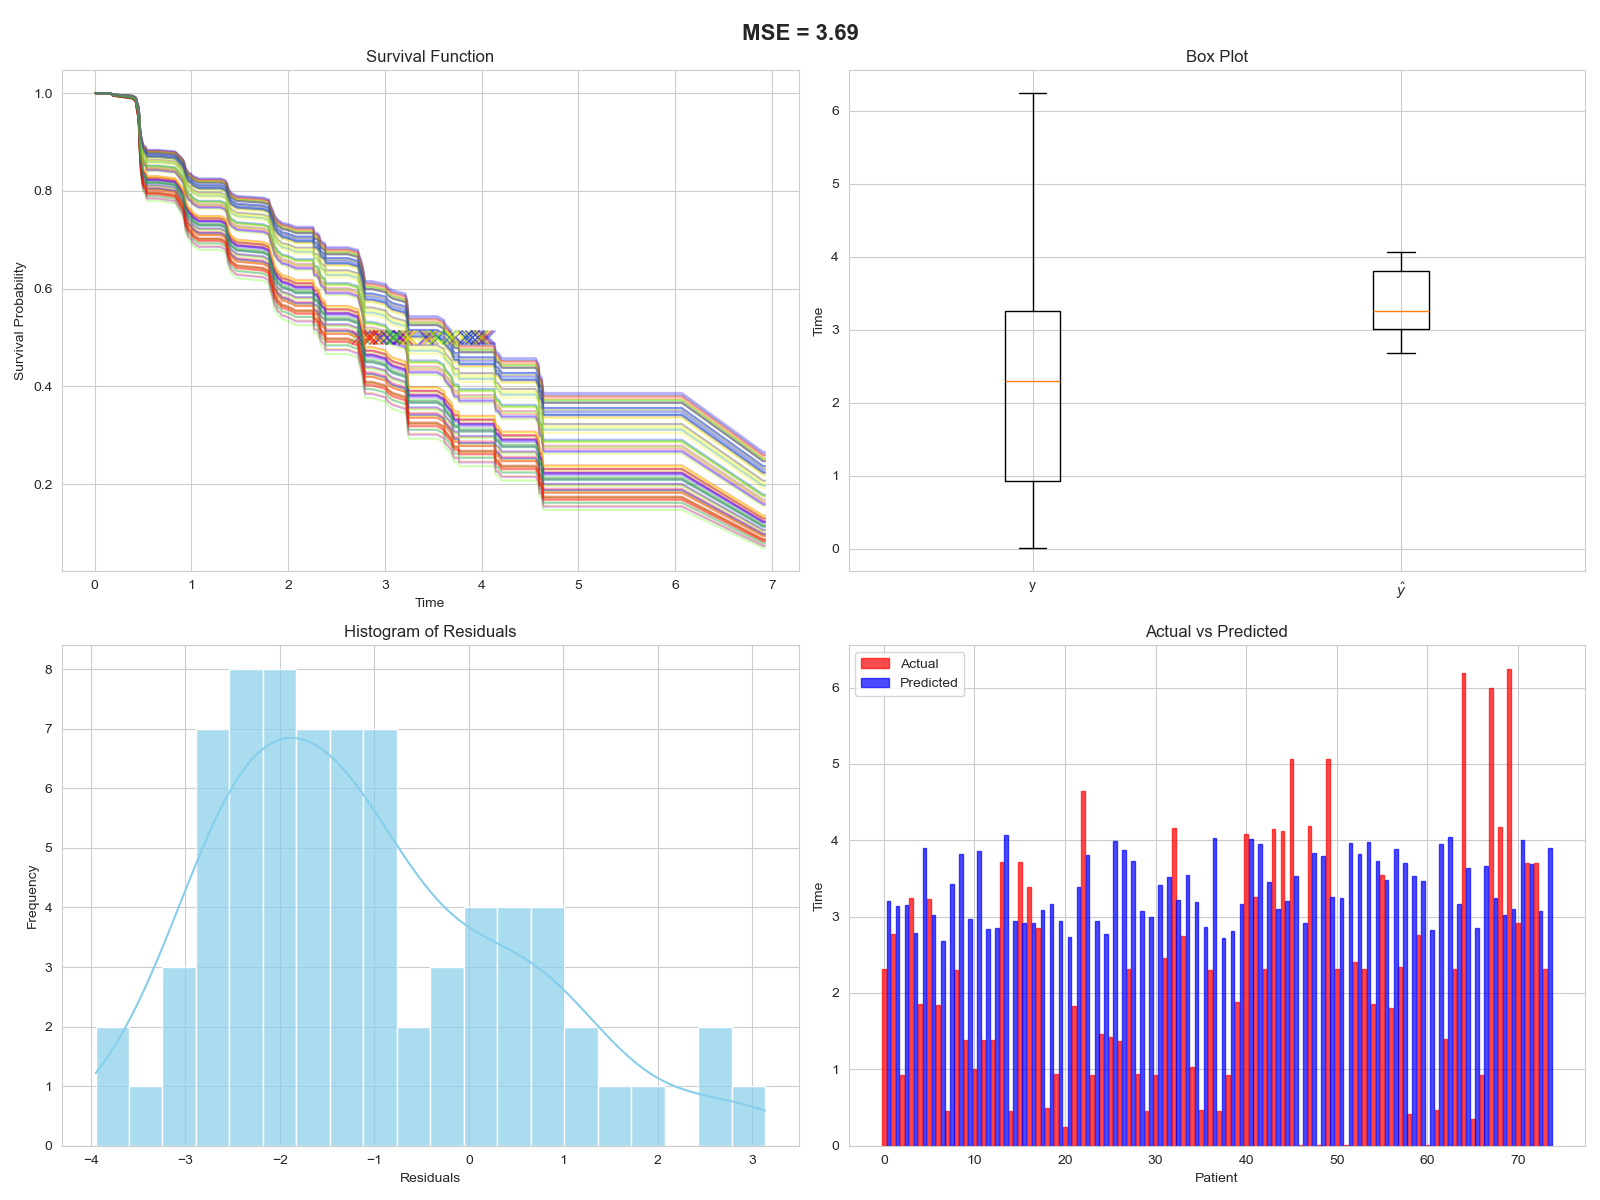 MSE = 3.69
Survival Function
Survival Probability
1.0
0.8
0.6
0.4
0.2
0 1 2 3 4 5 6 7
Time
Box Plot
Time
6
5
4
3
2
1
0
y ŷ
Histogram of Residuals
Frequency
8
7
6
5
4
3
2
1
0
−4 −3 −2 −1 0 1 2 3
Residuals
Actual vs Predicted
Actual
Predicted
Time
6
5
4
3
2
1
0
0 10 20 30 40 50 60 70
Patient